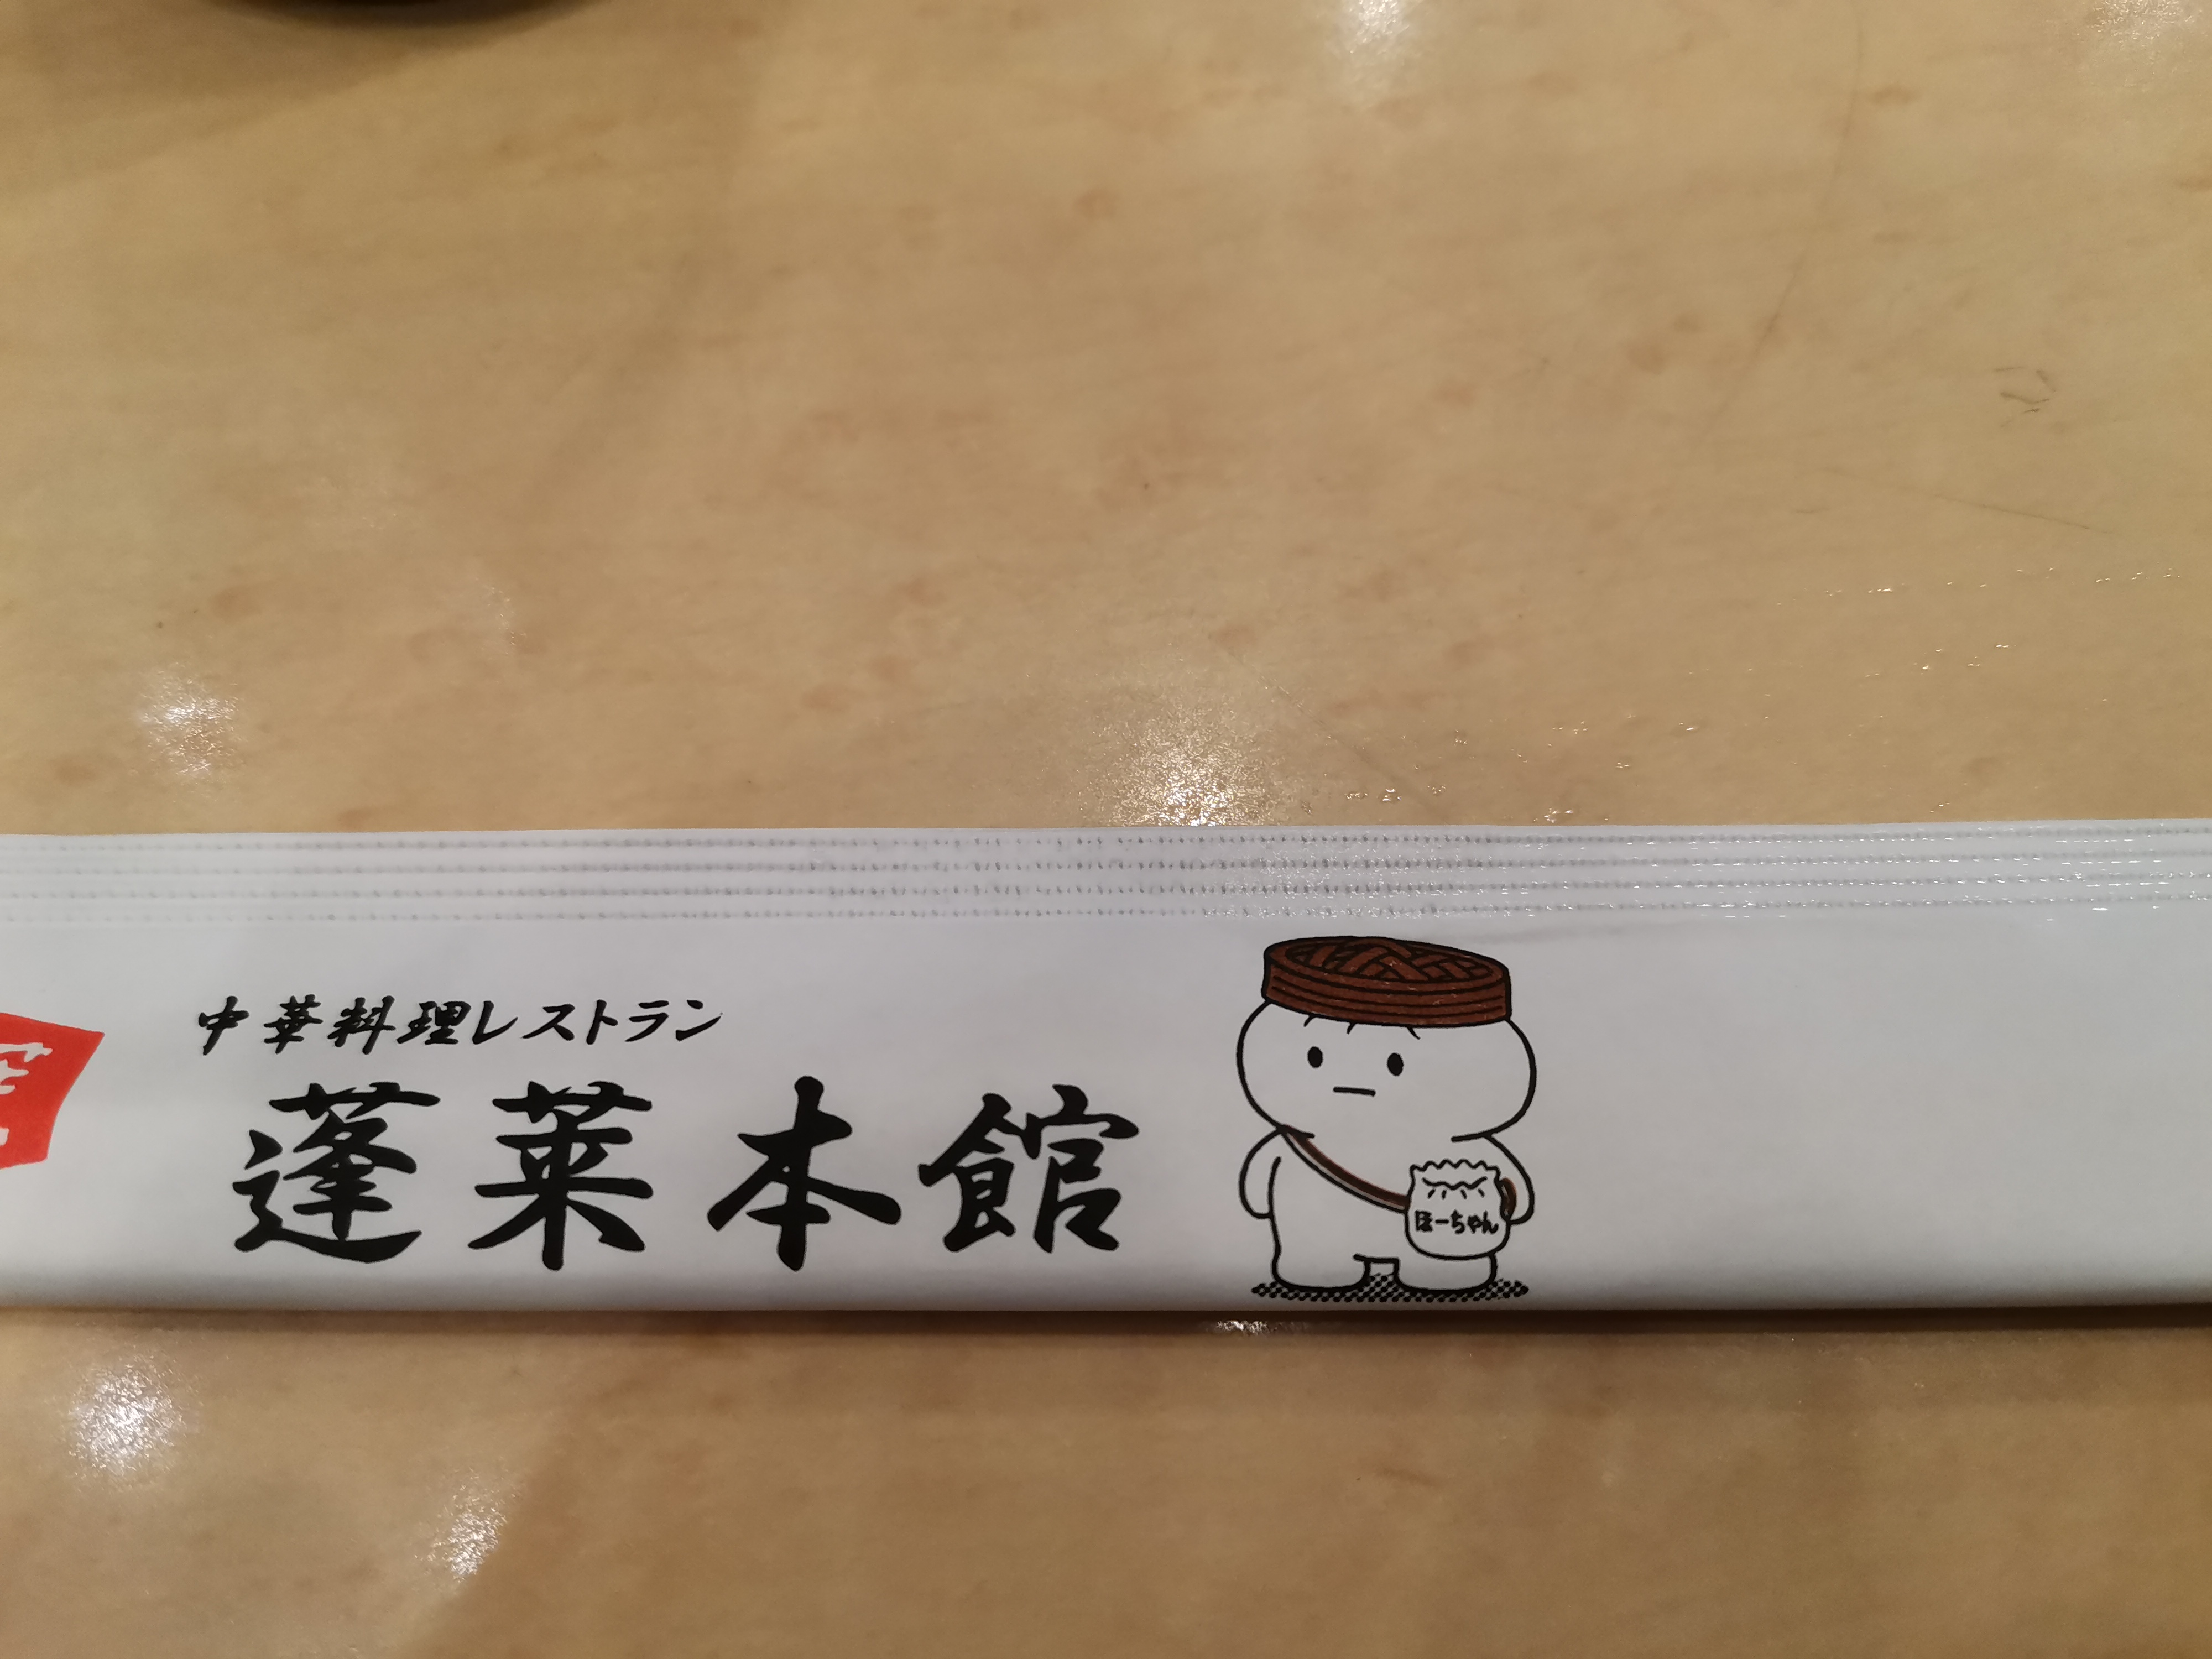 中華料理レストラン
蓬莱本館
ほーちゃん